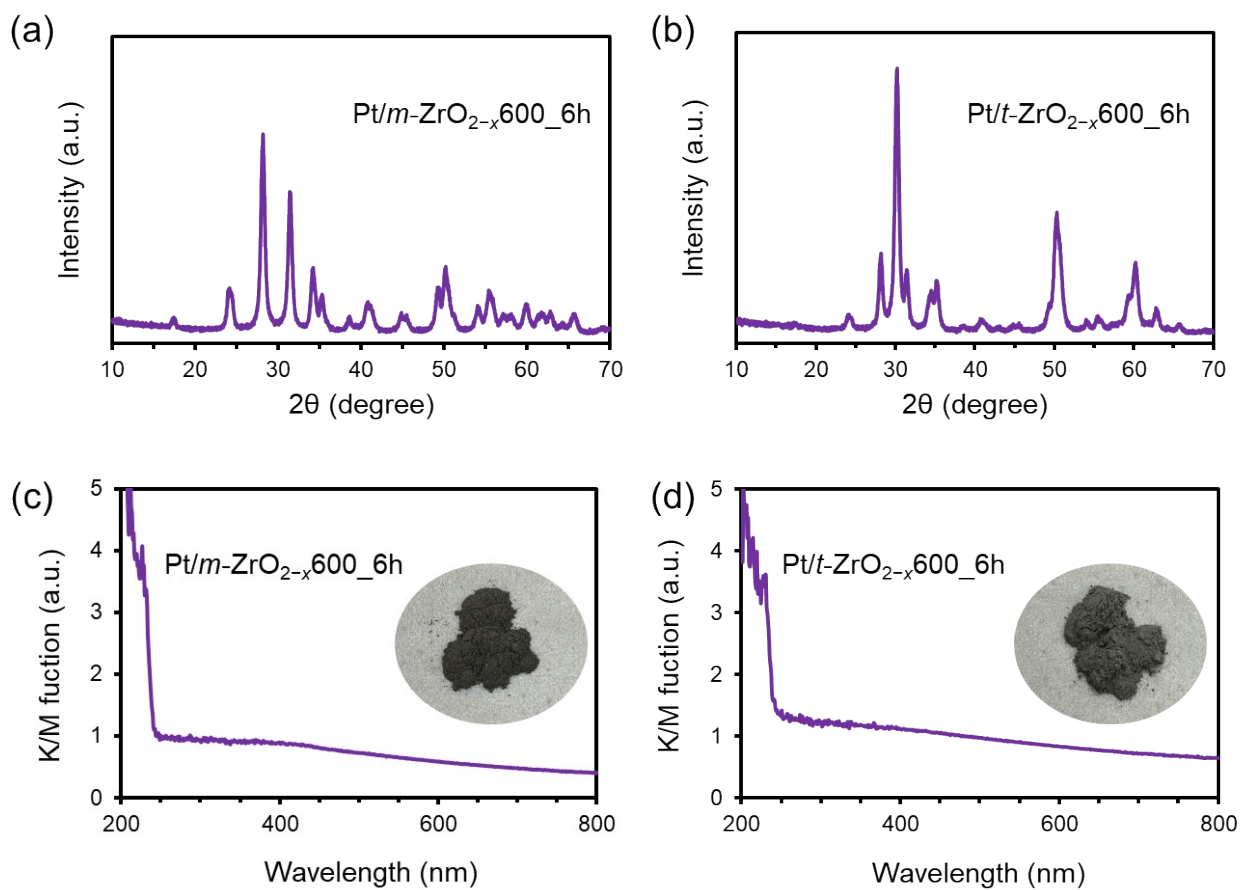 (a)
Intensity (a.u.)
Pt/m-ZrO₂₋ₓ600_6h
10 20 30 40 50 60 70
2θ (degree)
(b)
Intensity (a.u.)
Pt/t-ZrO₂₋ₓ600_6h
10 20 30 40 50 60 70
2θ (degree)
(c)
K/M fuction (a.u.)
5
4
3
2
1
0
Pt/m-ZrO₂₋ₓ600_6h
200 400 600 800
Wavelength (nm)
(d)
K/M fuction (a.u.)
5
4
3
2
1
0
Pt/t-ZrO₂₋ₓ600_6h
200 400 600 800
Wavelength (nm)